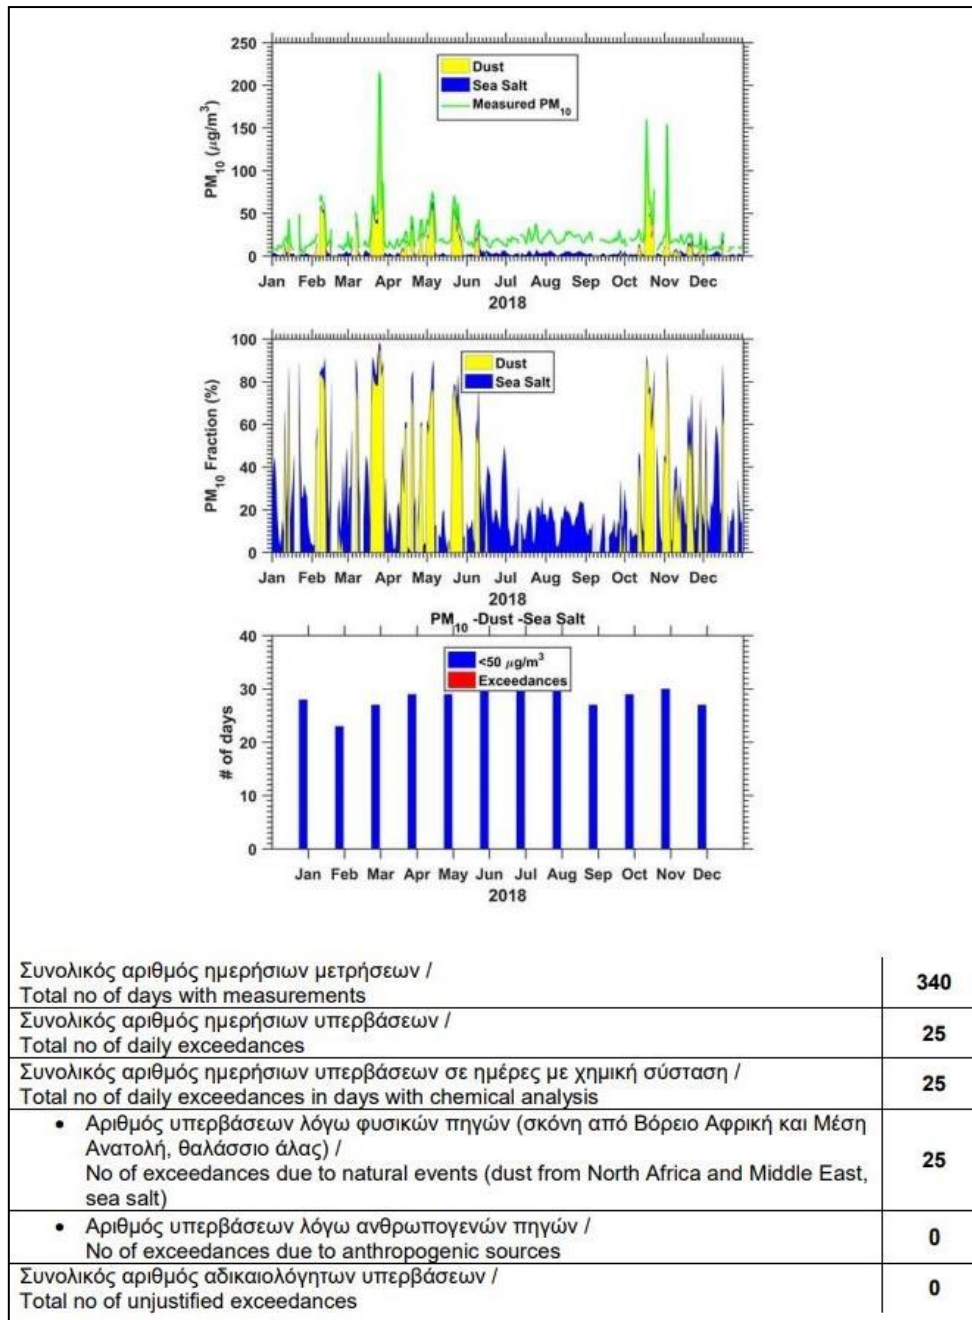 250
200
150
100
50
0
PM10 (μg/m³)
Dust
Sea Salt
Measured PM10
Jan Feb Mar Apr May Jun Jul Aug Sep Oct Nov Dec
2018
100
80
60
40
20
0
PM10 Fraction (%)
Dust
Sea Salt
Jan Feb Mar Apr May Jun Jul Aug Sep Oct Nov Dec
2018
PM10 -Dust -Sea Salt
40
30
20
10
0
# of days
<50 μg/m³
Exceedances
Jan Feb Mar Apr May Jun Jul Aug Sep Oct Nov Dec
2018
Συνολικός αριθμός ημερήσιων μετρήσεων /
Total no of days with measurements
340
Συνολικός αριθμός ημερήσιων υπερβάσεων /
Total no of daily exceedances
25
Συνολικός αριθμός ημερήσιων υπερβάσεων σε ημέρες με χημική σύσταση /
Total no of daily exceedances in days with chemical analysis
25
• Αριθμός υπερβάσεων λόγω φυσικών πηγών (σκόνη από Βόρειο Αφρική και Μέση
Ανατολή, θαλάσσιο άλας) /
No of exceedances due to natural events (dust from North Africa and Middle East,
sea salt)
25
• Αριθμός υπερβάσεων λόγω ανθρωπογενών πηγών /
No of exceedances due to anthropogenic sources
0
Συνολικός αριθμός αδικαιολόγητων υπερβάσεων /
Total no of unjustified exceedances
0